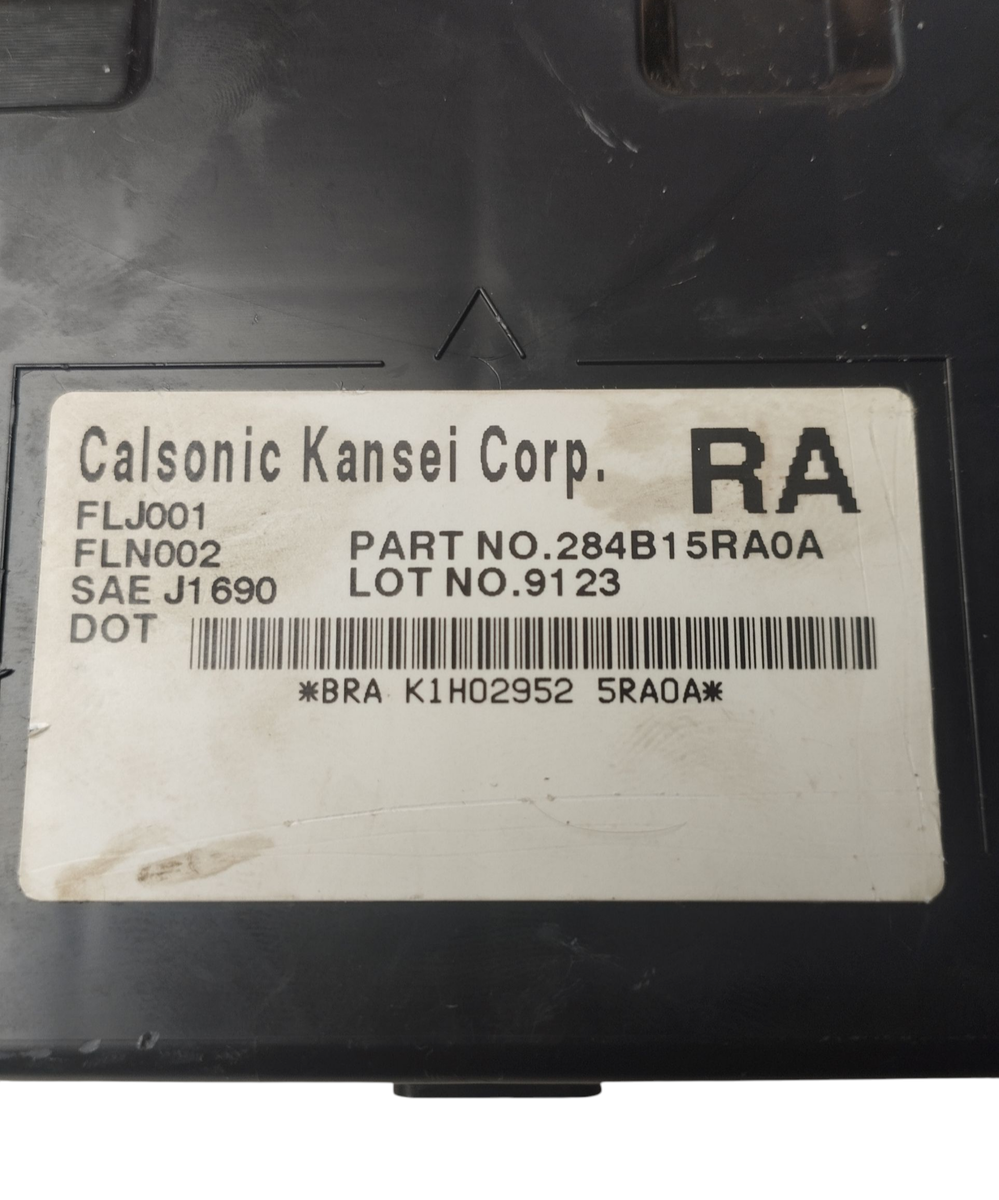 Calsonic Kansei Corp. RA
FLJ001
FLN002 PART NO.284B15RA0A
SAE J1690 LOT NO.9123
DOT
*BRA K1H02952 5RA0A*